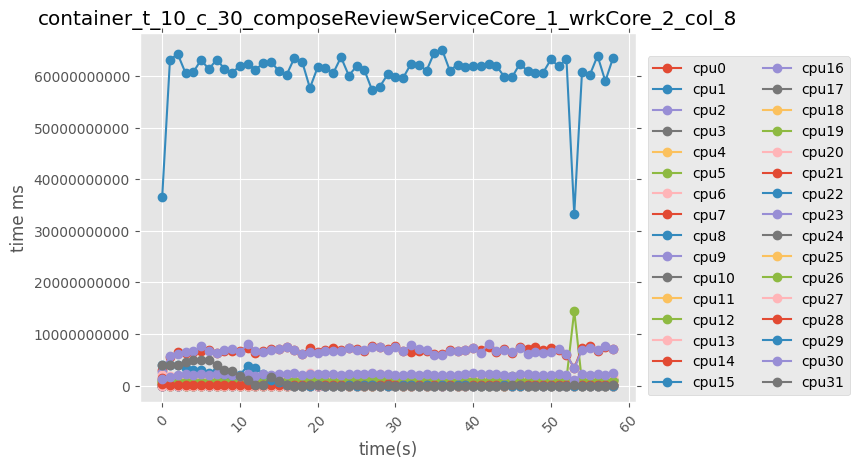 container_t_10_c_30_composeReviewServiceCore_1_wrkCore_2_col_8
time ms
60000000000
50000000000
40000000000
30000000000
20000000000
10000000000
0
0
10
20
30
40
50
60
time(s)
cpu0
cpu1
cpu2
cpu3
cpu4
cpu5
cpu6
cpu7
cpu8
cpu9
cpu10
cpu11
cpu12
cpu13
cpu14
cpu15
cpu16
cpu17
cpu18
cpu19
cpu20
cpu21
cpu22
cpu23
cpu24
cpu25
cpu26
cpu27
cpu28
cpu29
cpu30
cpu31